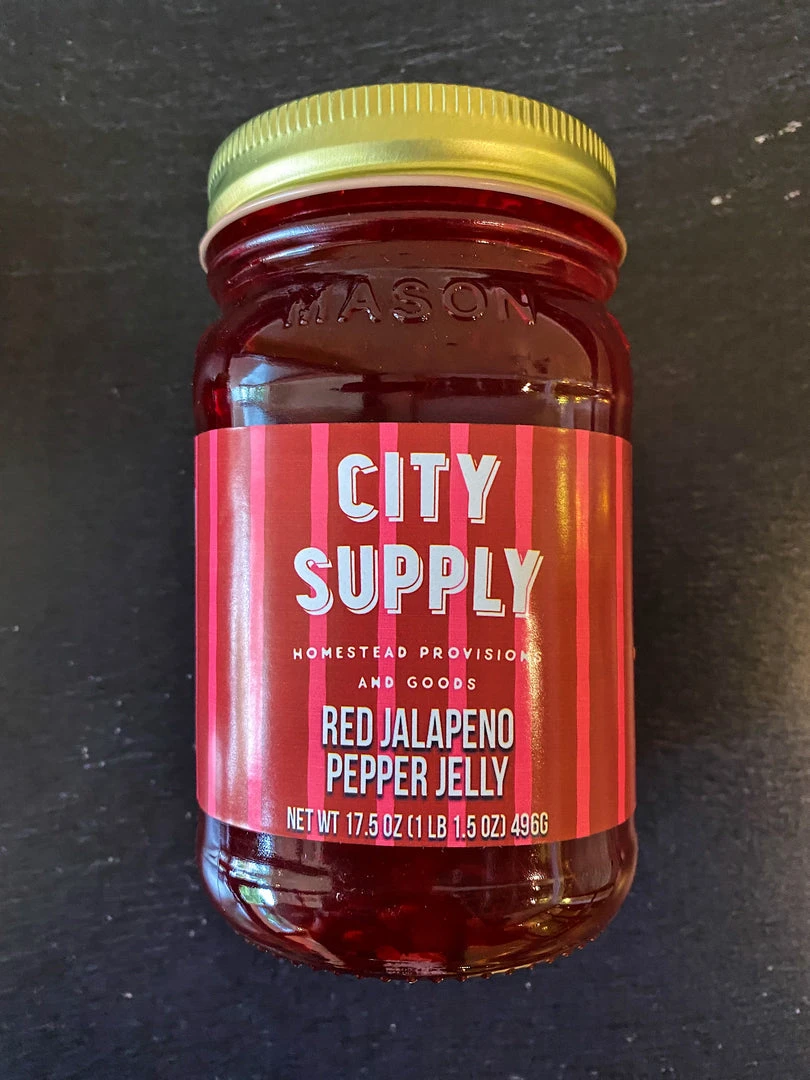 MASON
CITY
SUPPLY
HOMESTEAD PROVISIONS
AND GOODS
RED JALAPENO
PEPPER JELLY
NET WT 17.5 OZ (1 LB 1.5 OZ) 496G